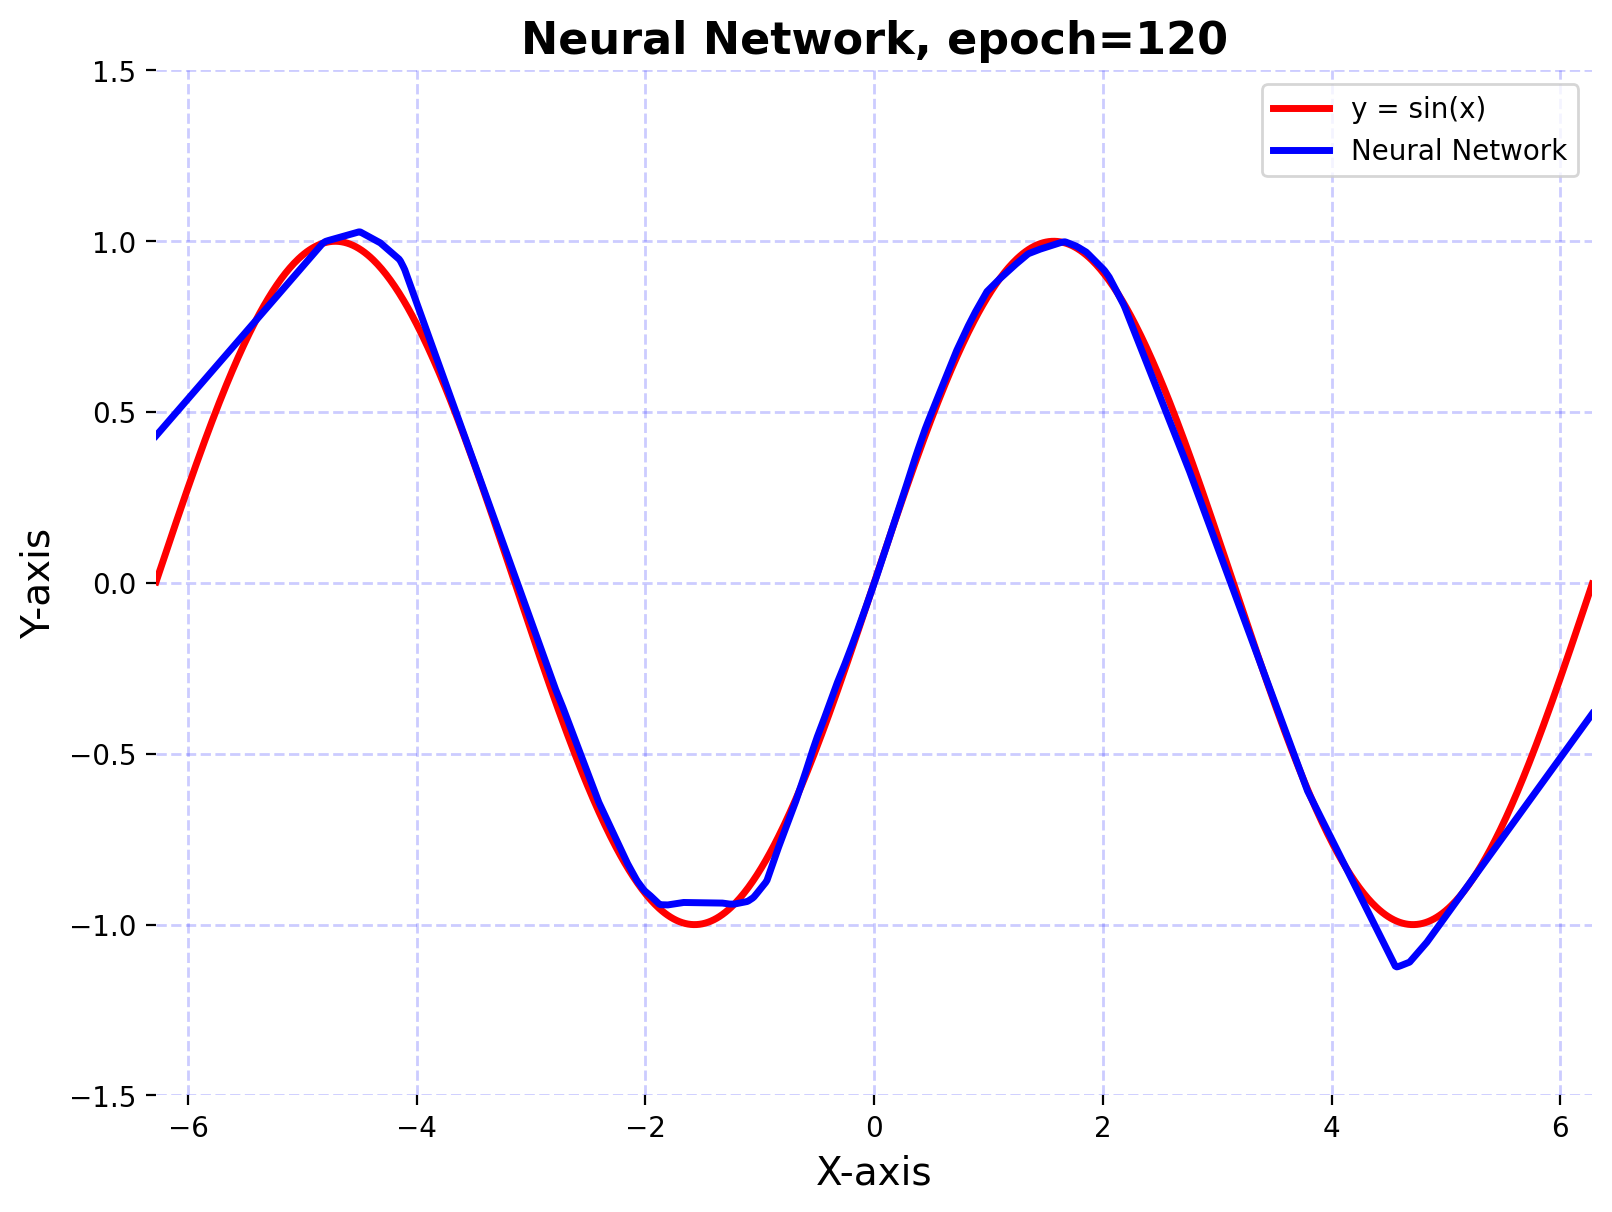 Neural Network, epoch=120
1.5
1.0
0.5
0.0
−0.5
−1.0
−1.5
Y-axis
y = sin(x)
Neural Network
−6 −4 −2 0 2 4 6
X-axis